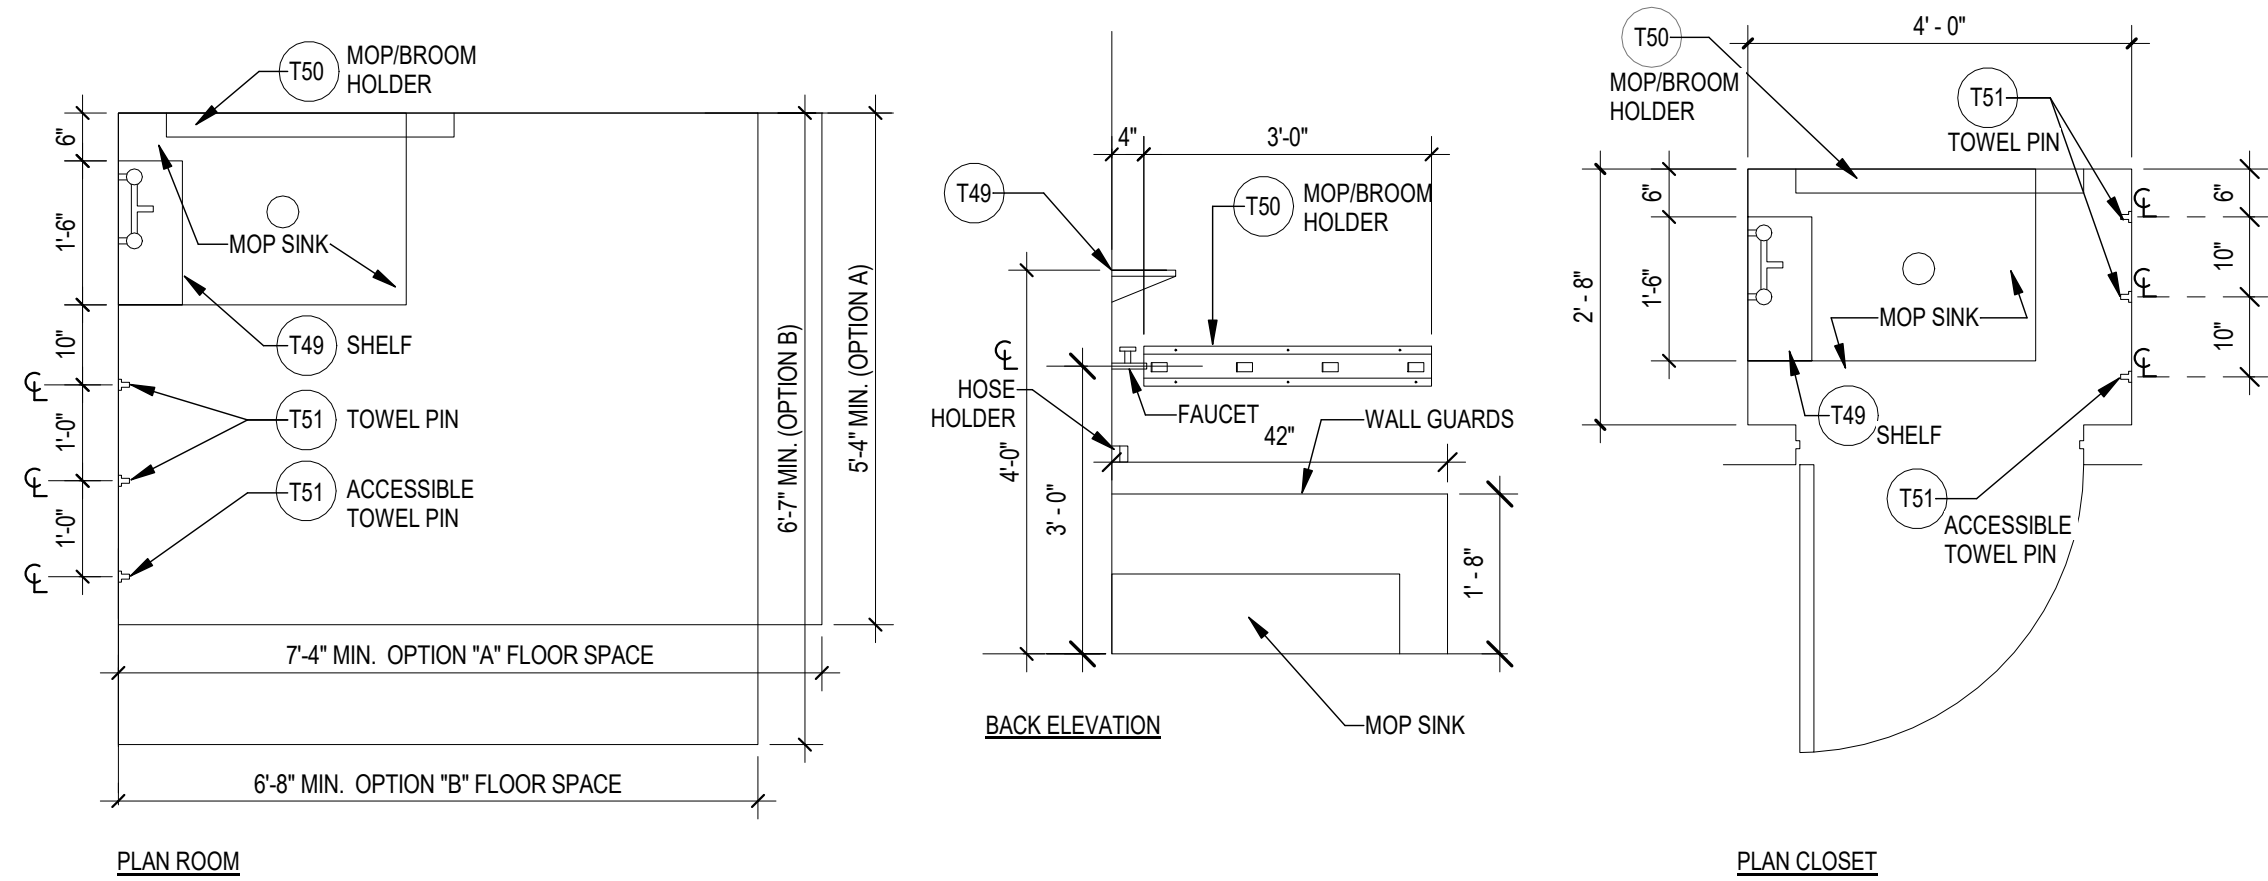 T50
MOP/BROOM
HOLDER
6"
1'-6"
10"
1'-0"
1'-0"
MOP SINK
T49
SHELF
T51
TOWEL PIN
T51
ACCESSIBLE
TOWEL PIN
℄
℄
℄
6'-7" MIN. (OPTION B)
5'-4" MIN. (OPTION A)
7'-4" MIN. OPTION "A" FLOOR SPACE
6'-8" MIN. OPTION "B" FLOOR SPACE
PLAN ROOM
4"
3'-0"
T49
T50
MOP/BROOM
HOLDER
℄
HOSE
HOLDER
FAUCET
WALL GUARDS
42"
4'-0"
3' - 0"
1' - 8"
MOP SINK
BACK ELEVATION
4' - 0"
T50
MOP/BROOM
HOLDER
T51
TOWEL PIN
6"
1'-6"
2' - 8"
℄
℄
℄
6"
10"
10"
MOP SINK
T49
SHELF
T51
ACCESSIBLE
TOWEL PIN
PLAN CLOSET